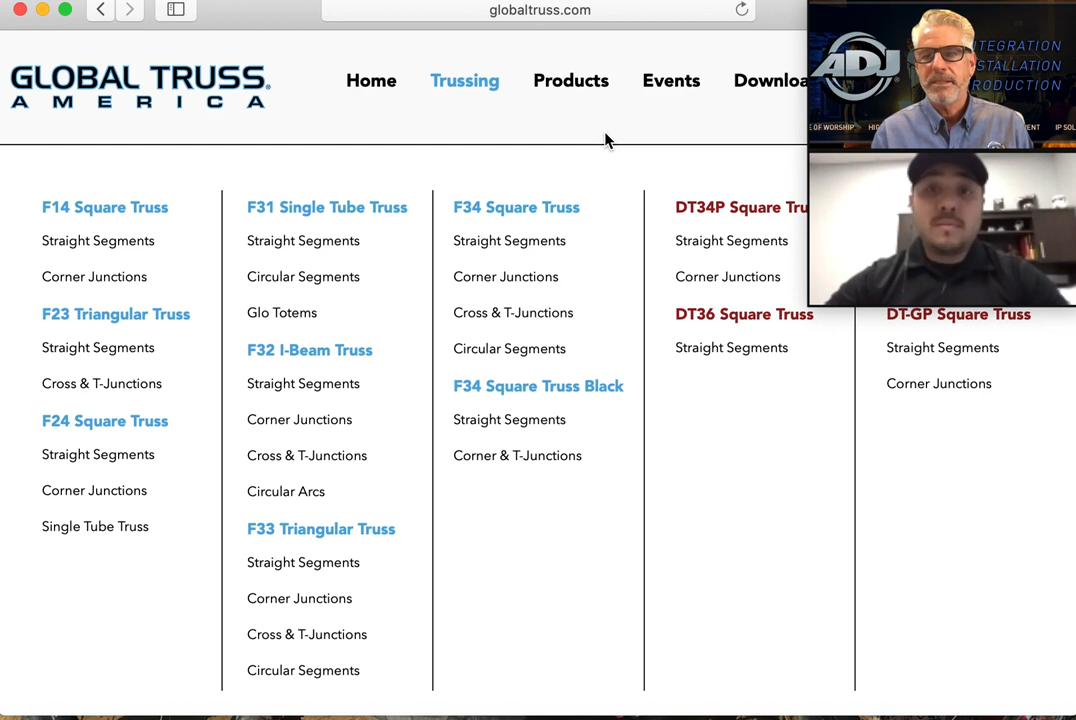 globaltruss.com
GLOBAL TRUSS®
AMERICA
Home
Trussing
Products
Events
ADJ
INTEGRATION
INSTALLATION
PRODUCTION
OF WORSHIP
IP
F14 Square Truss
Straight Segments
Corner Junctions
F23 Triangular Truss
Straight Segments
Cross & T-Junctions
F24 Square Truss
Straight Segments
Corner Junctions
Single Tube Truss
F31 Single Tube Truss
Straight Segments
Circular Segments
Glo Totems
F32 I-Beam Truss
Straight Segments
Corner Junctions
Cross & T-Junctions
Circular Arcs
F33 Triangular Truss
Straight Segments
Corner Junctions
Cross & T-Junctions
Circular Segments
F34 Square Truss
Straight Segments
Corner Junctions
Cross & T-Junctions
Circular Segments
F34 Square Truss Black
Straight Segments
Corner & T-Junctions
DT34P Square Tru
Straight Segments
Corner Junctions
DT36 Square Truss
Straight Segments
DT-GP Square Truss
Straight Segments
Corner Junctions